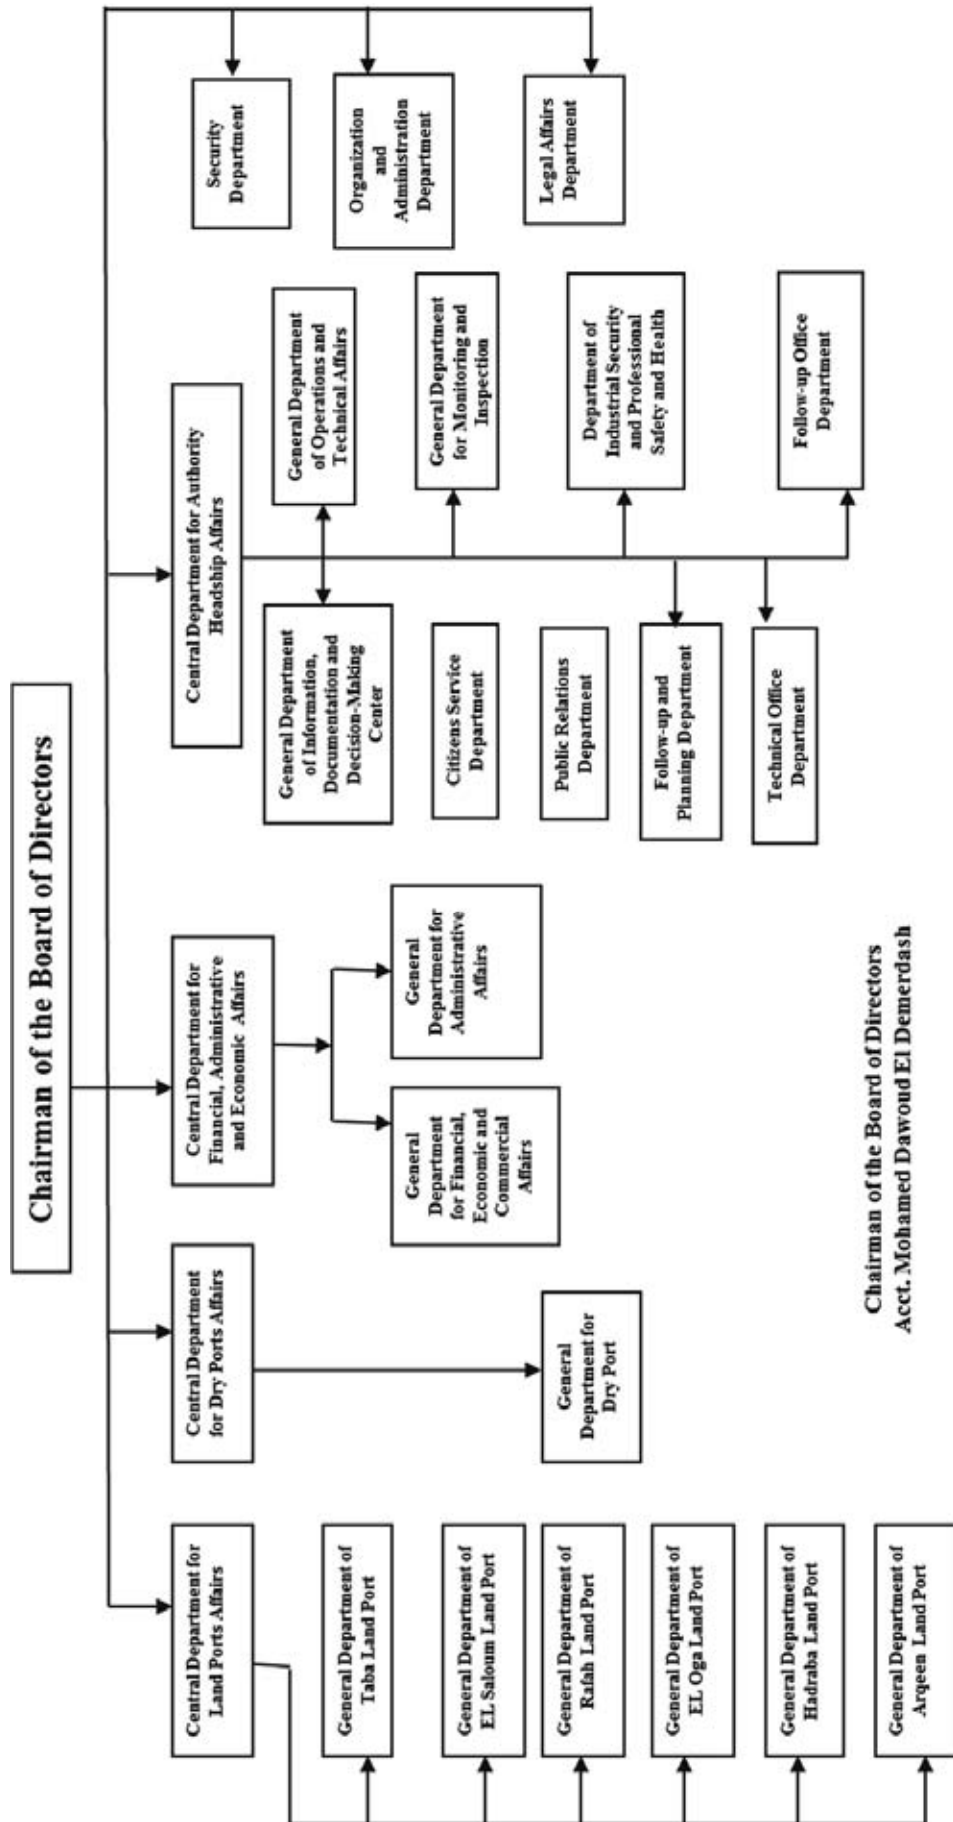 Chairman of the Board of Directors
Central Department for
Land Ports Affairs
Central Department
for Dry Ports Affairs
Central Department for
Financial, Administrative
and Economic Affairs
Central Department for Authority
Headship Affairs
Security
Department
Organization
and
Administration
Department
Legal Affairs
Department
General Department of
Taba Land Port
General Department of
EL Saloum Land Port
General Department of
Rafah Land Port
General Department of
EL Oga Land Port
General Department of
Hadraba Land Port
General Department of
Arqeen Land Port
General
Department for
Dry Port
General
Department
for Financial,
Economic and
Commercial
Affairs
General
Department for
Administrative
Affairs
General Department
of Information,
Documentation and
Decision-Making
Center
Citizens Service
Department
Public Relations
Department
Follow-up and
Planning Department
Technical Office
Department
General Department
of Operations and
Technical Affairs
General Department
for Monitoring and
Inspection
Department of
Industrial Security
and Professional
Safety and Health
Follow-up Office
Department
Chairman of the Board of Directors
Acct. Mohamed Dawoud El Demerdash